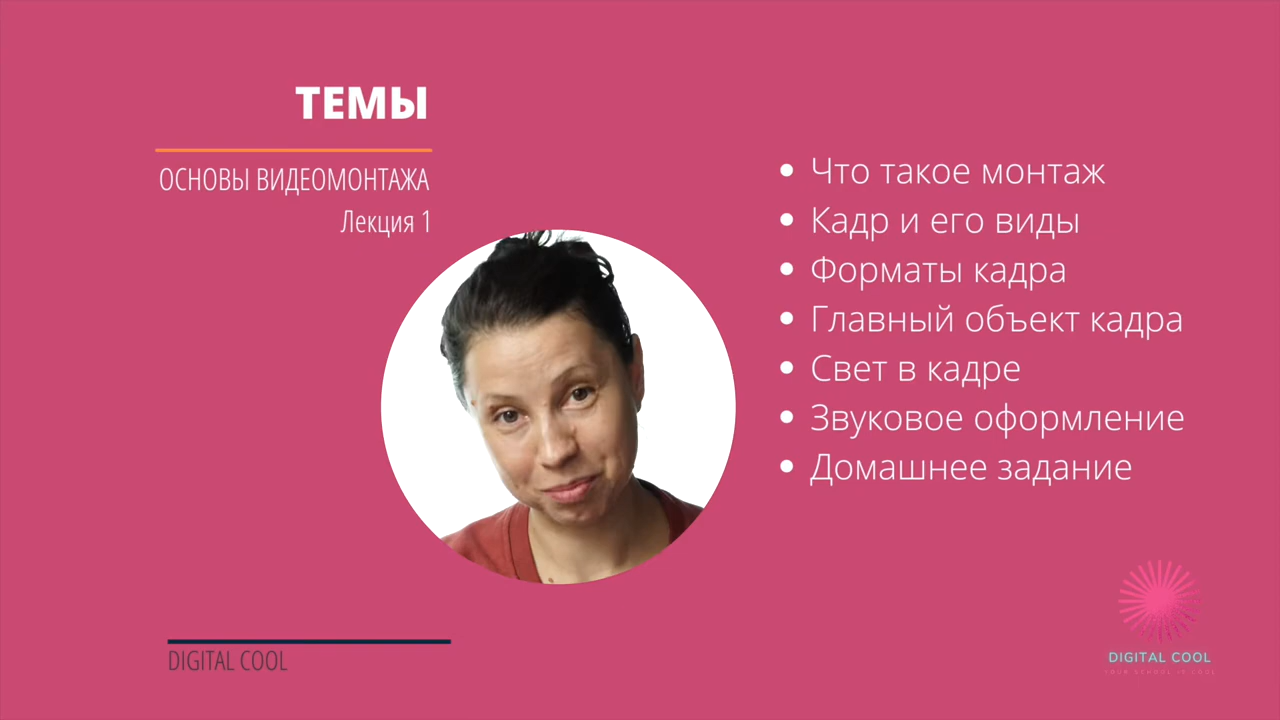 ТЕМЫ
ОСНОВЫ ВИДЕОМОНТАЖА
Лекция 1
Что такое монтаж
Кадр и его виды
Форматы кадра
Главный объект кадра
Свет в кадре
Звуковое оформление
Домашнее задание
DIGITAL COOL
DIGITAL COOL